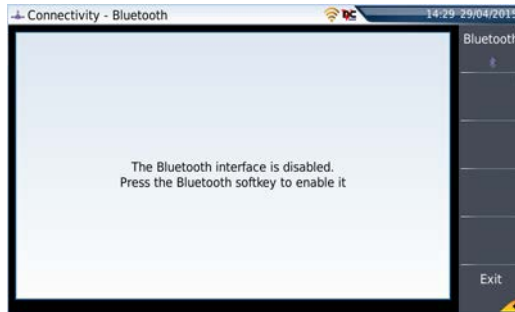 Connectivity - Bluetooth
14:29 29/04/2015
Bluetooth
The Bluetooth interface is disabled.
Press the Bluetooth softkey to enable it
Exit